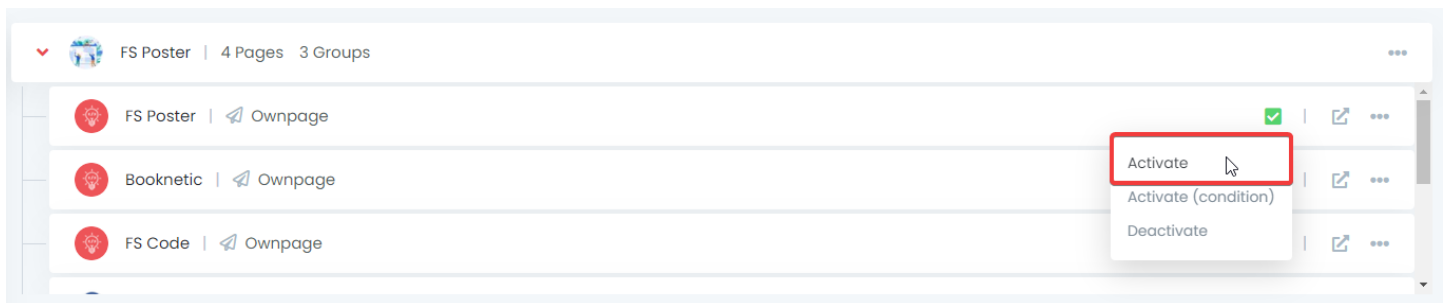 FS Poster | 4 Pages 3 Groups
FS Poster | Ownpage
Booknetic | Ownpage
FS Code | Ownpage
Activate
Activate (condition)
Deactivate